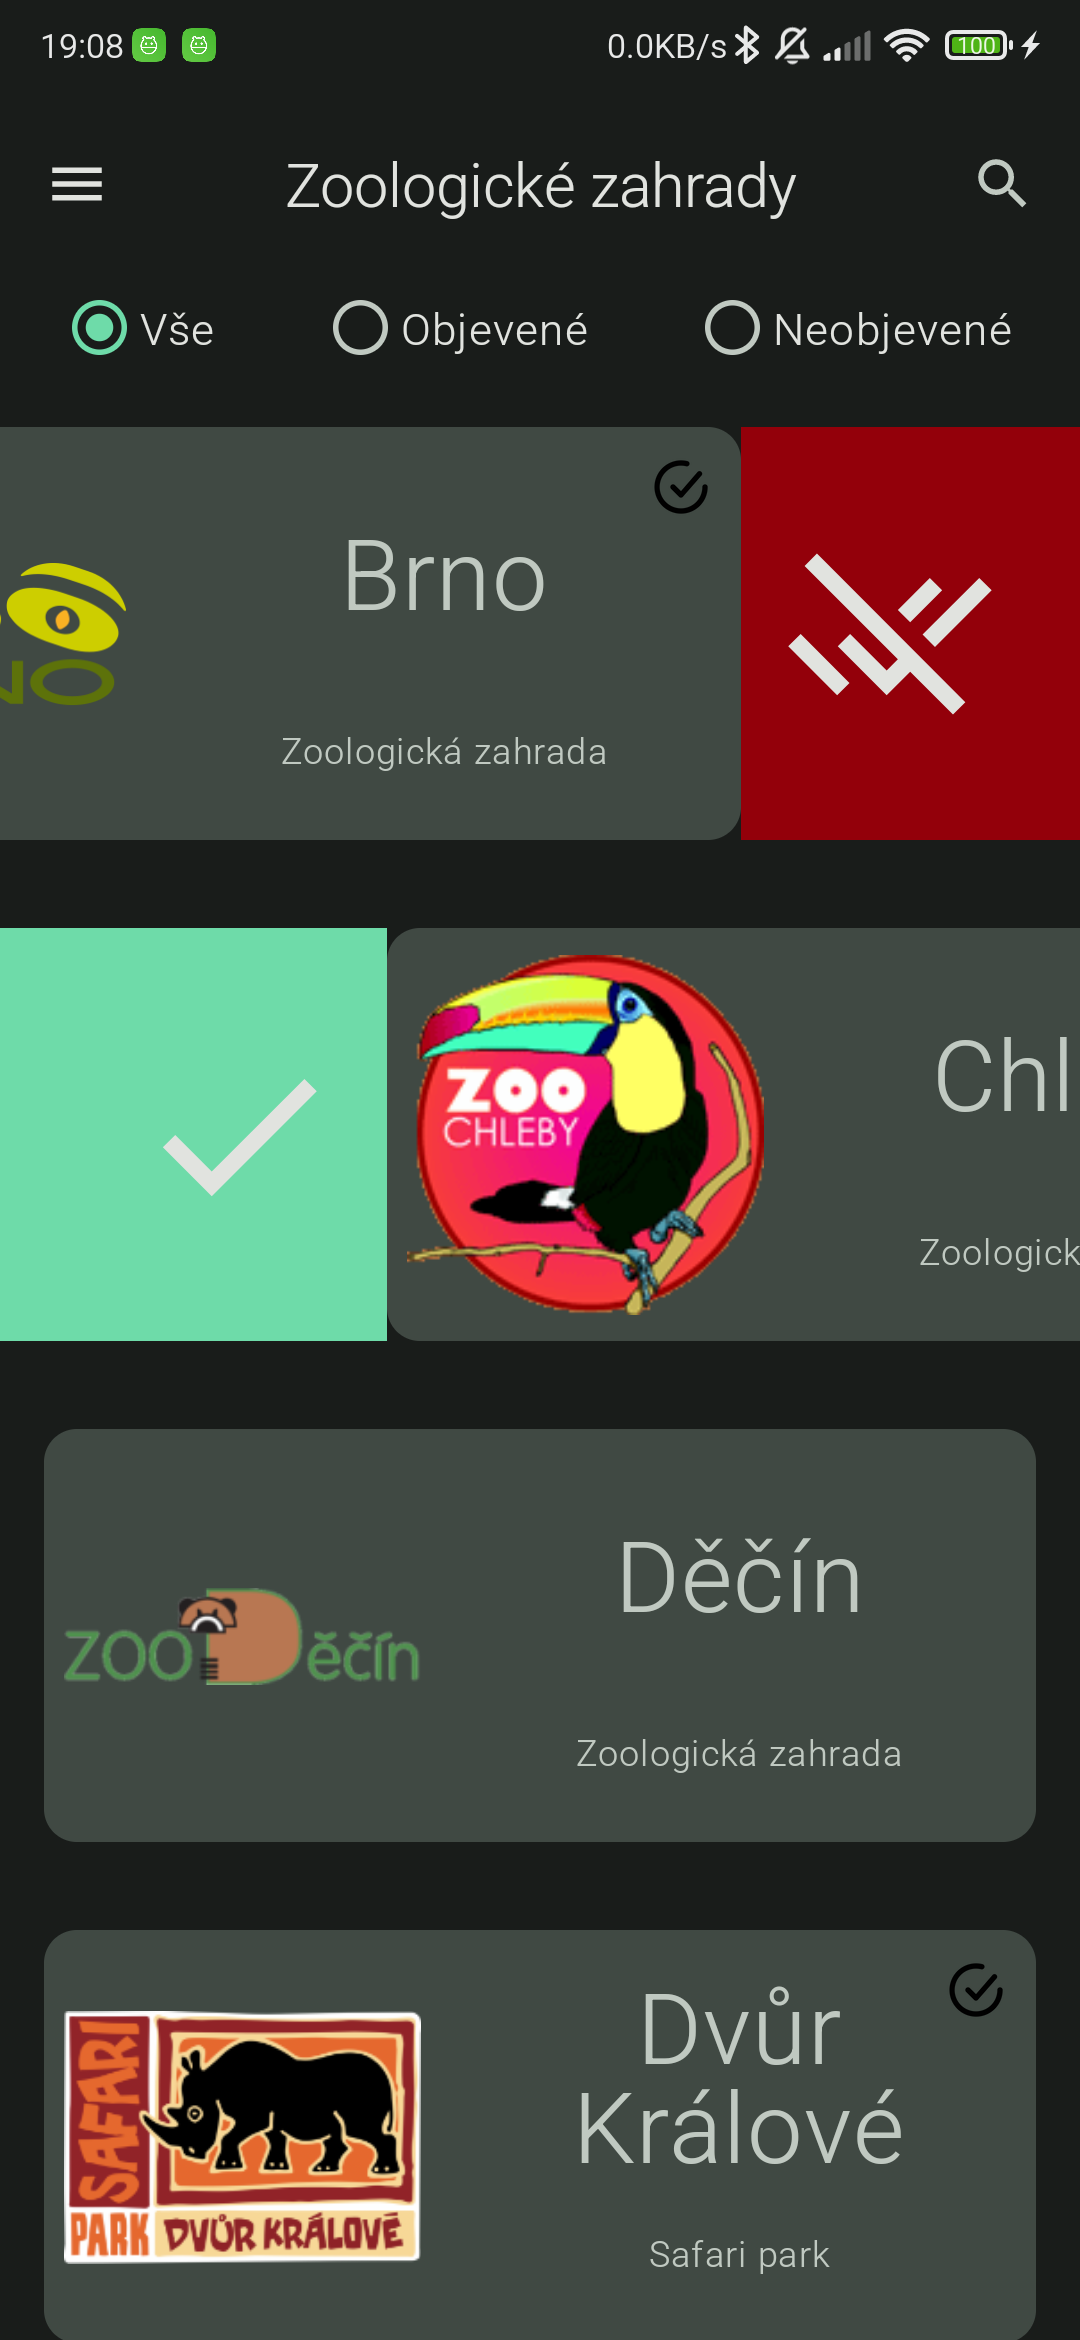 19:08
0.0KB/s
100
Zoologické zahrady
Vše
Objevené
Neobjevené
NO
Brno
Zoologická zahrada
ZOO
CHLEBY
Chl
Zoologick
zoo Děčín
Děčín
Zoologická zahrada
SAFARI
PARK
DVŮR KRÁLOVÉ
Dvůr
Králové
Safari park